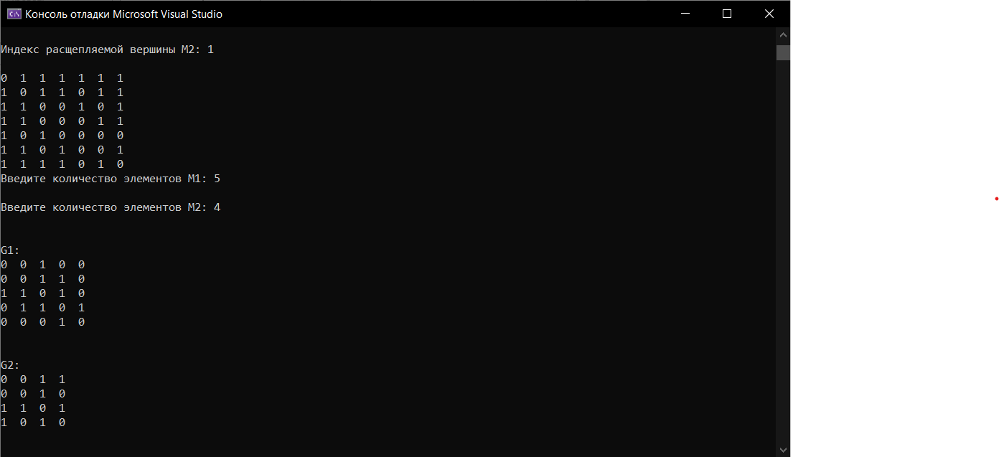 Консоль отладки Microsoft Visual Studio
Индекс расщепляемой вершины M2: 1
0 1 1 1 1 1 1
1 0 1 1 0 1 1
1 1 0 0 1 0 1
1 1 0 0 0 1 1
1 0 1 0 0 0 0
1 1 0 1 0 0 1
1 1 1 1 0 1 0
Введите количество элементов M1: 5
Введите количество элементов M2: 4
G1:
0 0 1 0 0
0 0 1 1 0
1 1 0 1 0
0 1 1 0 1
0 0 0 1 0
G2:
0 0 1 1
0 0 1 0
1 1 0 1
1 0 1 0